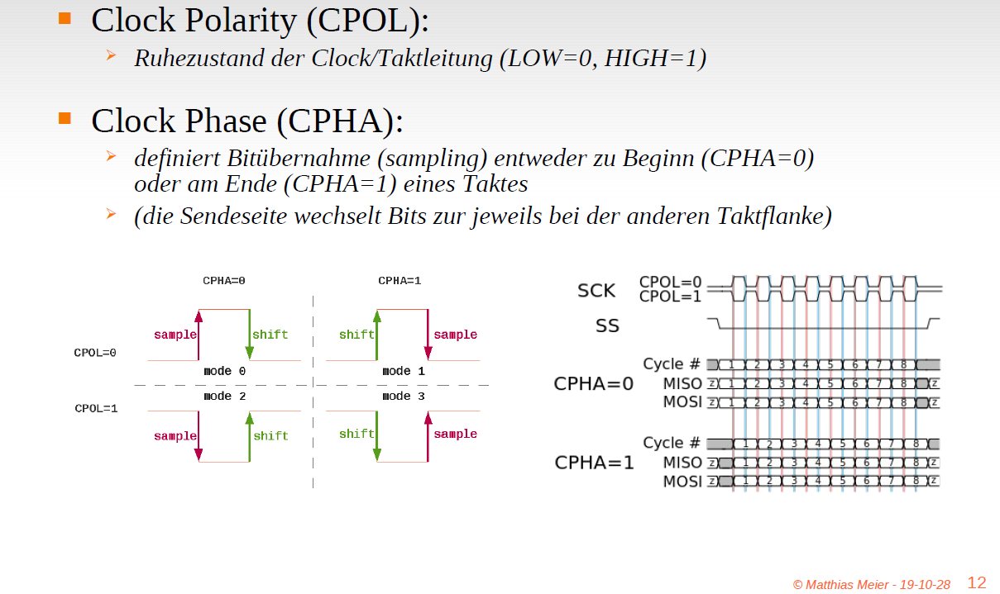 Clock Polarity (CPOL):
Ruhezustand der Clock/Taktleitung (LOW=0, HIGH=1)
Clock Phase (CPHA):
definiert Bitübernahme (sampling) entweder zu Beginn (CPHA=0)
oder am Ende (CPHA=1) eines Taktes
(die Sendeseite wechselt Bits zur jeweils bei der anderen Taktflanke)
CPHA=0 CPHA=1
sample shift shift sample
CPOL=0
mode 0 mode 1
mode 2 mode 3
CPOL=1
sample shift shift sample
SCK CPOL=0
CPOL=1
SS
Cycle # 1 2 3 4 5 6 7 8
CPHA=0 MISO z 1 2 3 4 5 6 7 8 z
MOSI z 1 2 3 4 5 6 7 8 z
Cycle # 1 2 3 4 5 6 7 8
CPHA=1 MISO z 1 2 3 4 5 6 7 8 z
MOSI z 1 2 3 4 5 6 7 8 z
© Matthias Meier - 19-10-28 12